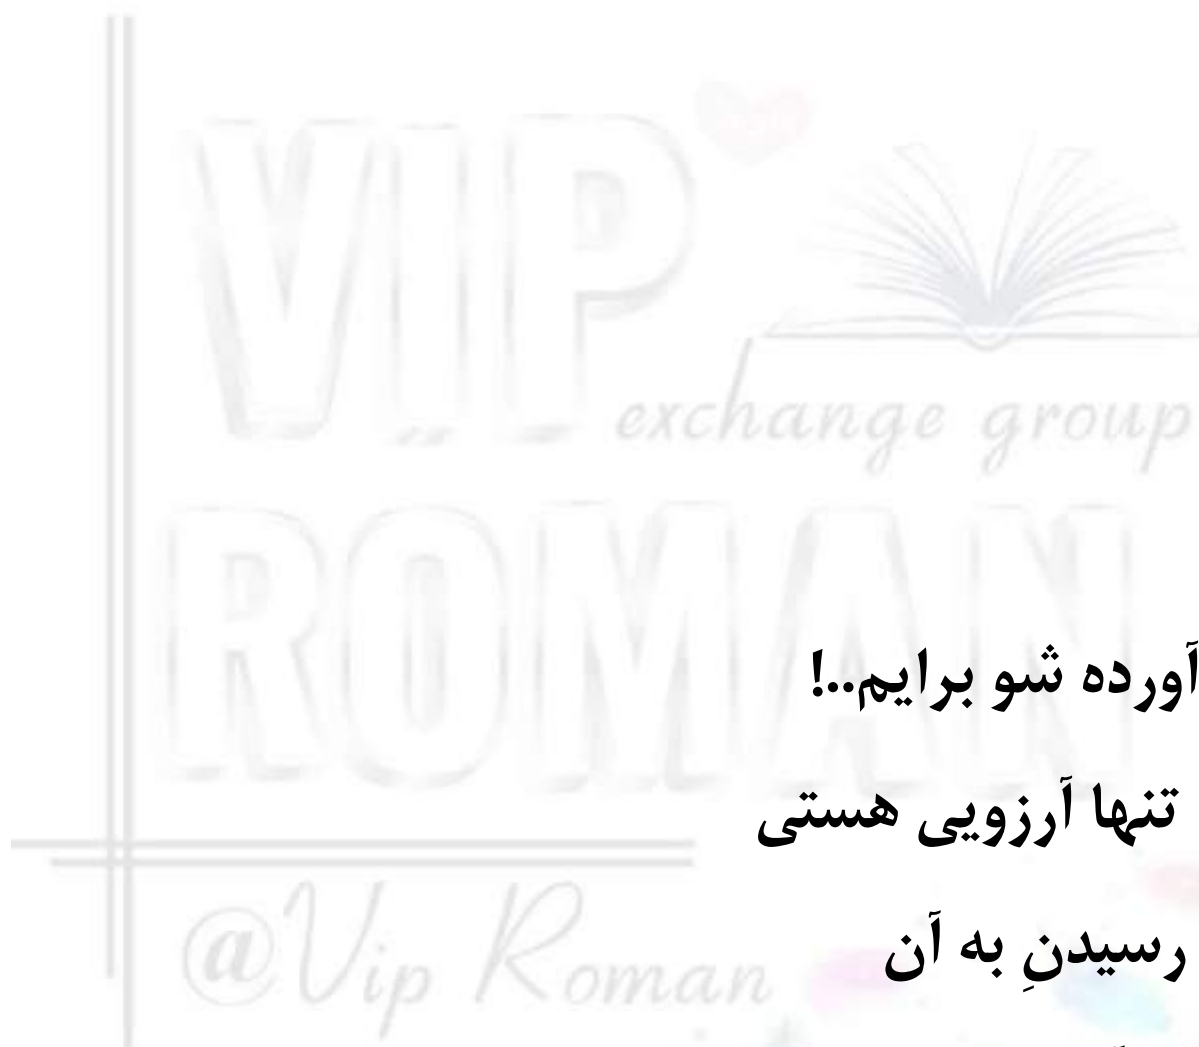 VIP
exchange group
ROMAN
آورده شو برایم..!
تنها آرزویی هستی
رسیدنِ به آن
@Vip Roman